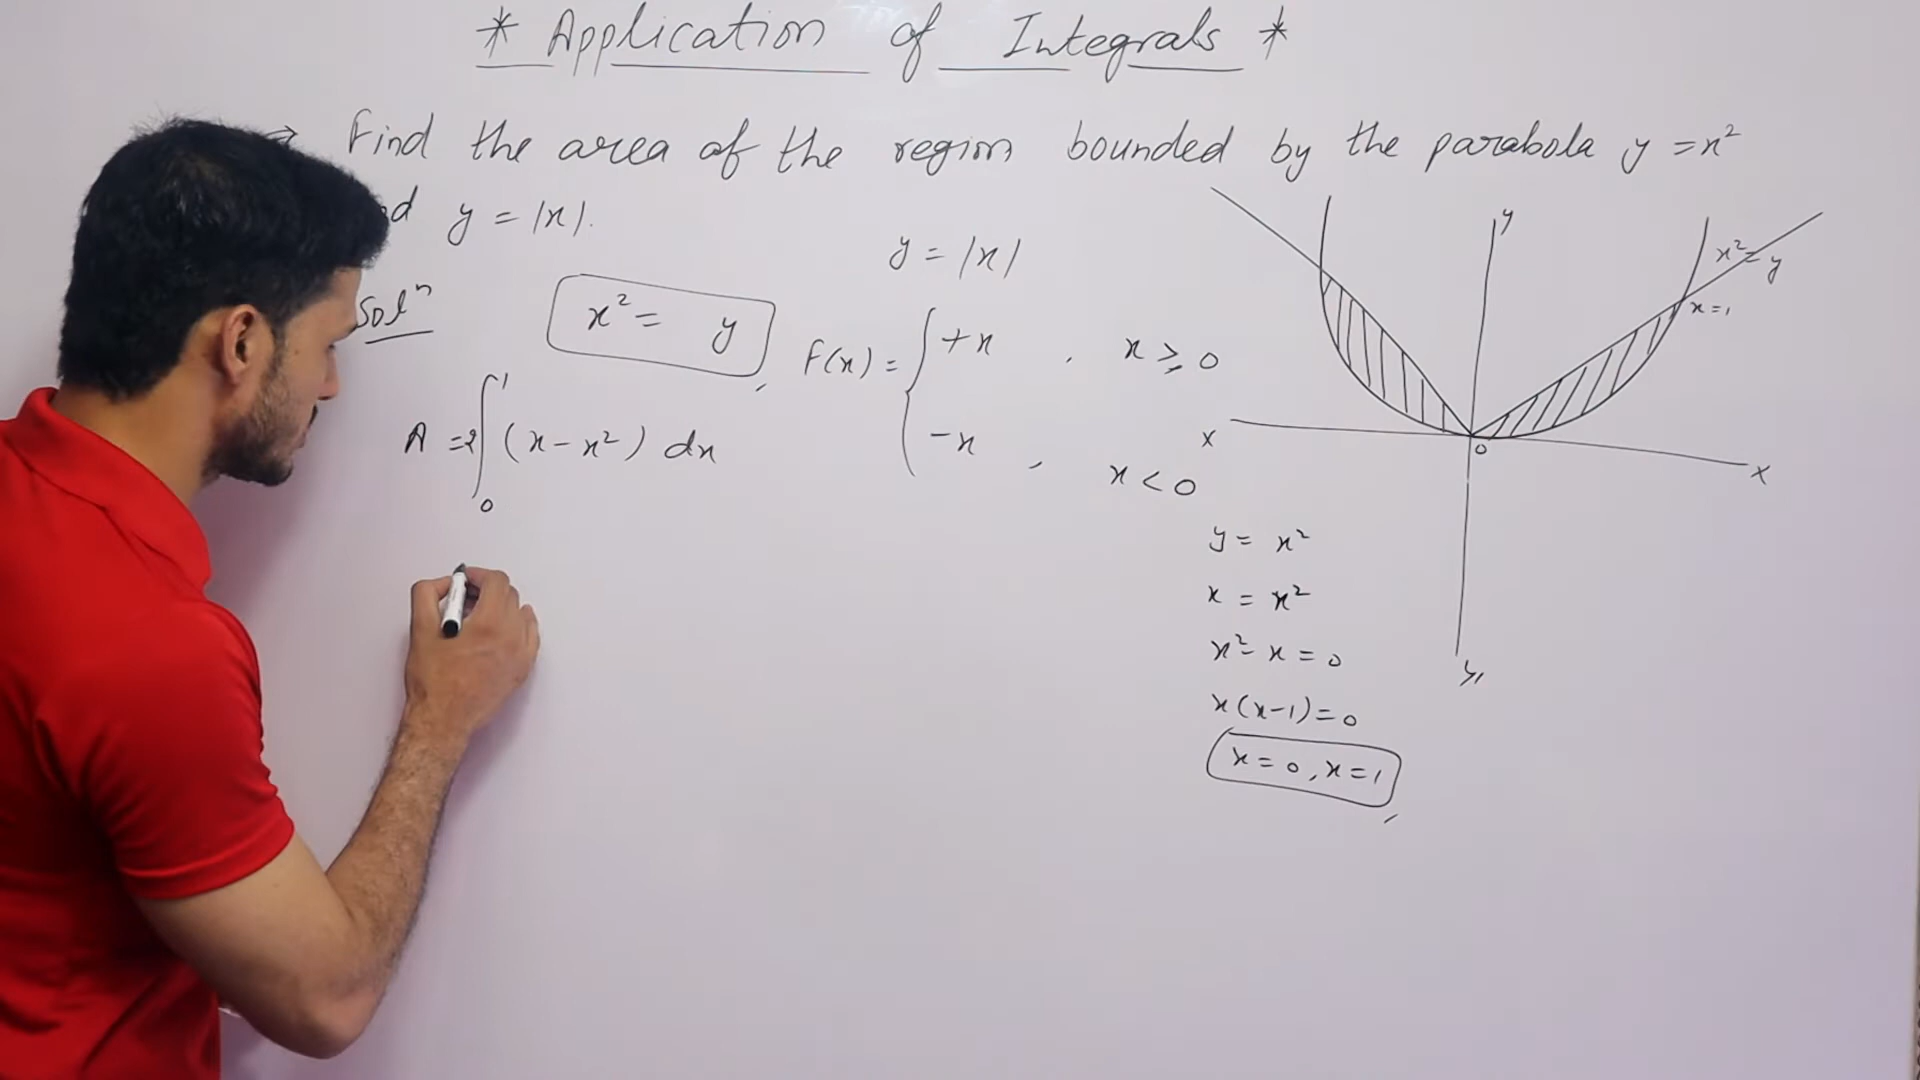 * Application of Integrals *
⇒ Find the area of the region bounded by the parabola y = x²
y = |x|.
Solⁿ
x² = y
y = |x|
F(x) = { +x , x ≥ 0
-x , x < 0
A = 2∫₀¹ (x - x²) dx
y
x² = y
x = 1
X
0
X
y'
y = x²
x = x²
x² - x = 0
x(x-1) = 0
x = 0, x = 1